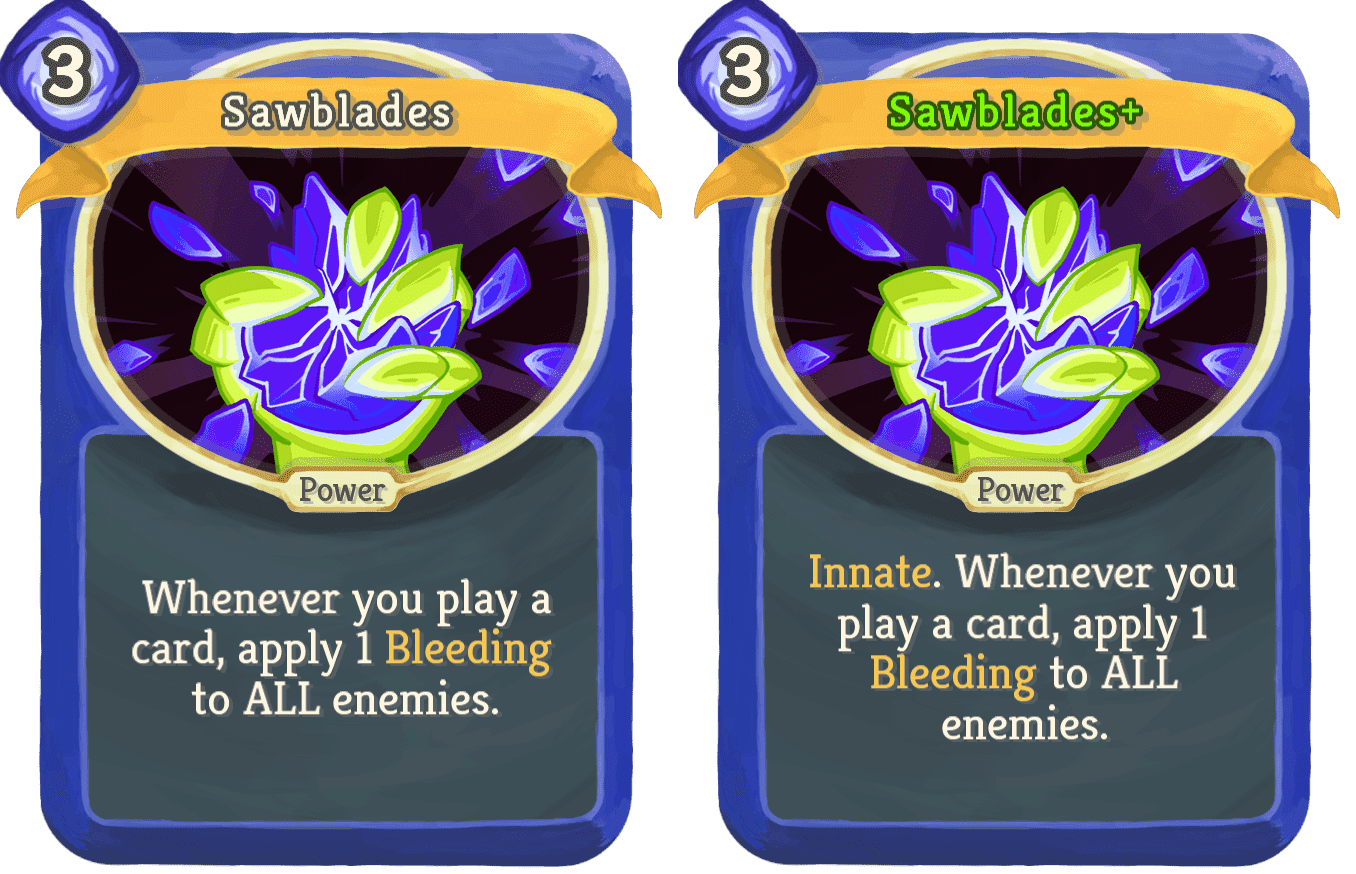 3
Sawblades
Power
Whenever you play a
card, apply 1 Bleeding
to ALL enemies.
3
Sawblades+
Power
Innate. Whenever you
play a card, apply 1
Bleeding to ALL
enemies.